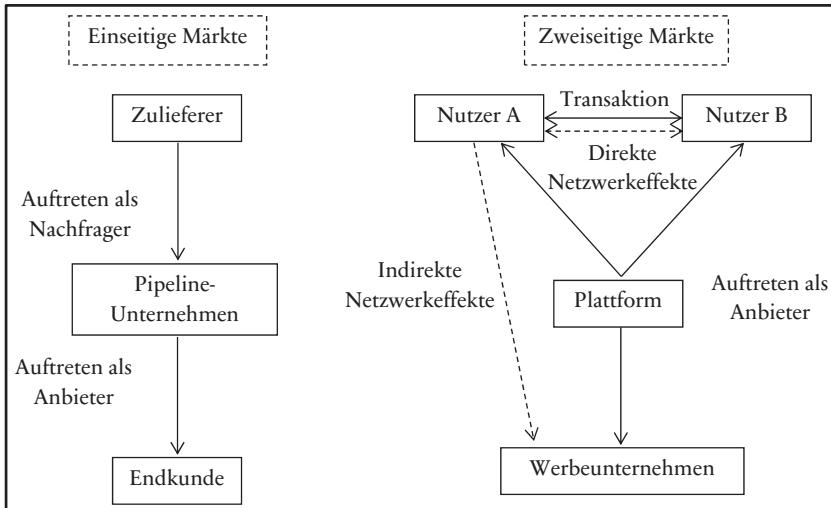 Einseitige Märkte
Zulieferer
Auftreten als
Nachfrager
Pipeline-
Unternehmen
Auftreten als
Anbieter
Endkunde
Zweiseitige Märkte
Nutzer A
Transaktion
Nutzer B
Direkte
Netzwerkeffekte
Indirekte
Netzwerkeffekte
Plattform
Auftreten als
Anbieter
Werbeunternehmen